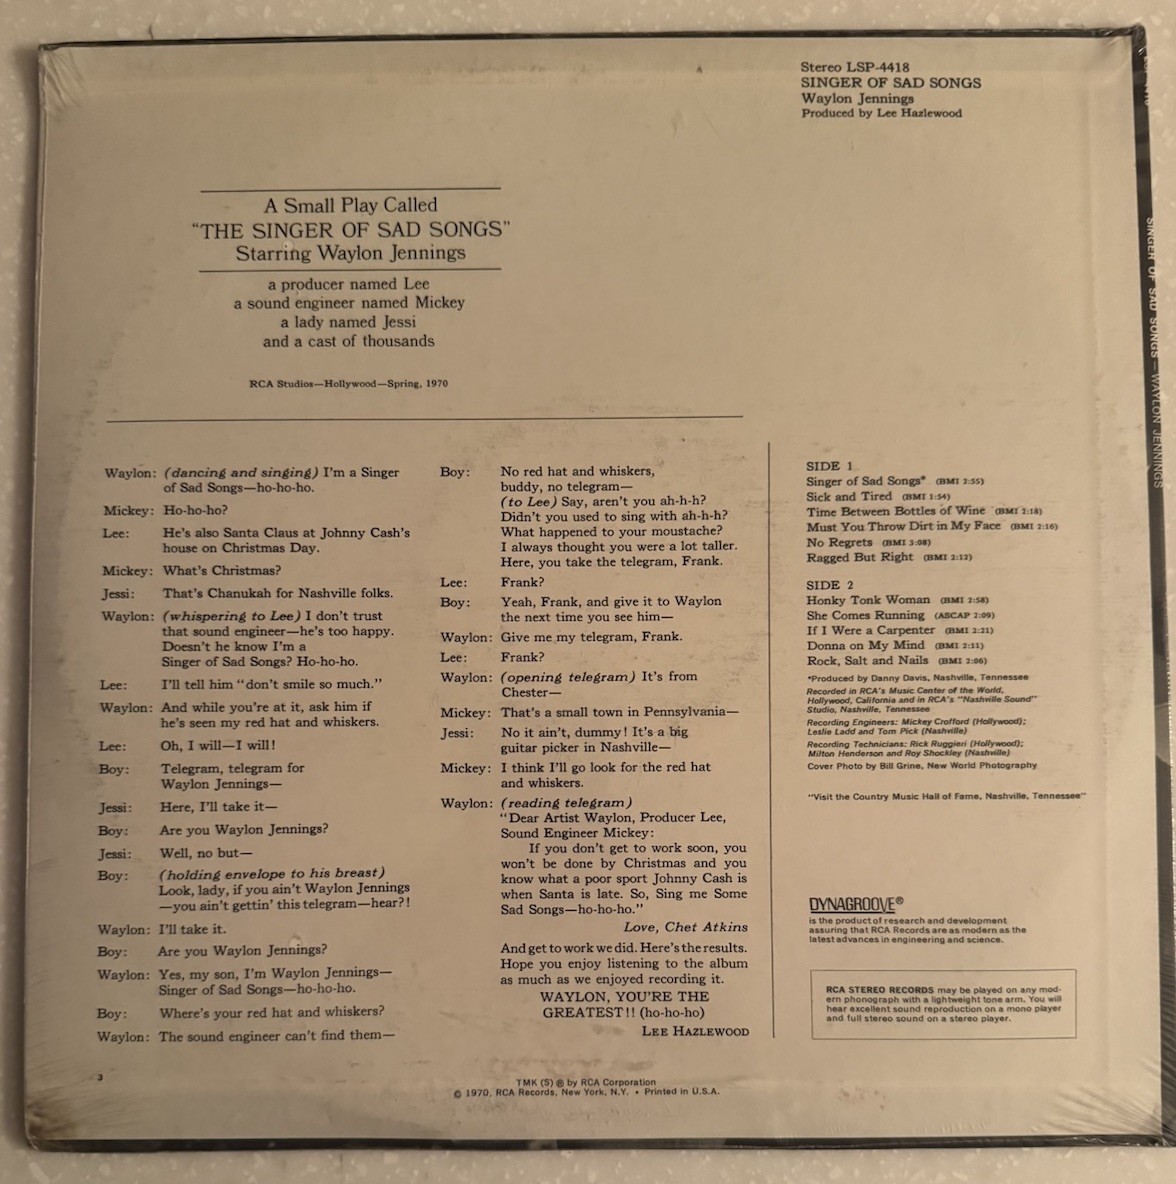 Stereo LSP-4418
SINGER OF SAD SONGS
Waylon Jennings
Produced by Lee Hazlewood
A Small Play Called
"THE SINGER OF SAD SONGS"
Starring Waylon Jennings
a producer named Lee
a sound engineer named Mickey
a lady named Jessi
and a cast of thousands
RCA Studios—Hollywood—Spring, 1970
Waylon: (dancing and singing) I'm a Singer
of Sad Songs—ho-ho-ho.
Mickey: Ho-ho-ho?
Lee: He's also Santa Claus at Johnny Cash's
house on Christmas Day.
Mickey: What's Christmas?
Jessi: That's Chanukah for Nashville folks.
Waylon: (whispering to Lee) I don't trust
that sound engineer—he's too happy.
Doesn't he know I'm a
Singer of Sad Songs? Ho-ho-ho.
Lee: I'll tell him "don't smile so much."
Waylon: And while you're at it, ask him if
he's seen my red hat and whiskers.
Lee: Oh, I will—I will!
Boy: Telegram, telegram for
Waylon Jennings—
Jessi: Here, I'll take it—
Boy: Are you Waylon Jennings?
Jessi: Well, no but—
Boy: (holding envelope to his breast)
Look, lady, if you ain't Waylon Jennings
—you ain't gettin' this telegram—hear?!
Waylon: I'll take it.
Boy: Are you Waylon Jennings?
Waylon: Yes, my son, I'm Waylon Jennings—
Singer of Sad Songs—ho-ho-ho.
Boy: Where's your red hat and whiskers?
Waylon: The sound engineer can't find them—
Boy: No red hat and whiskers,
buddy, no telegram—
(to Lee) Say, aren't you ah-h-h?
Didn't you used to sing with ah-h-h?
What happened to your moustache?
I always thought you were a lot taller.
Here, you take the telegram, Frank.
Lee: Frank?
Boy: Yeah, Frank, and give it to Waylon
the next time you see him—
Waylon: Give me my telegram, Frank.
Lee: Frank?
Waylon: (opening telegram) It's from
Chester—
Mickey: That's a small town in Pennsylvania—
Jessi: No it ain't, dummy! It's a big
guitar picker in Nashville—
Mickey: I think I'll go look for the red hat
and whiskers.
Waylon: (reading telegram)
"Dear Artist Waylon, Producer Lee,
Sound Engineer Mickey:
If you don't get to work soon, you
won't be done by Christmas and you
know what a poor sport Johnny Cash is
when Santa is late. So, Sing me Some
Sad Songs—ho-ho-ho."
Love, Chet Atkins
And get to work we did. Here's the results.
Hope you enjoy listening to the album
as much as we enjoyed recording it.
WAYLON, YOU'RE THE
GREATEST!! (ho-ho-ho)
LEE HAZLEWOOD
SIDE 1
Singer of Sad Songs* (BMI 2:55)
Sick and Tired (BMI 1:54)
Time Between Bottles of Wine (BMI 2:18)
Must You Throw Dirt in My Face (BMI 2:16)
No Regrets (BMI 3:08)
Ragged But Right (BMI 2:12)
SIDE 2
Honky Tonk Woman (BMI 2:58)
She Comes Running (ASCAP 2:09)
If I Were a Carpenter (BMI 2:21)
Donna on My Mind (BMI 2:11)
Rock, Salt and Nails (BMI 2:06)
*Produced by Danny Davis, Nashville, Tennessee
Recorded in RCA's Music Center of the World,
Hollywood, California and in RCA's "Nashville Sound"
Studio, Nashville, Tennessee
Recording Engineers: Mickey Crofford (Hollywood);
Leslie Ladd and Tom Pick (Nashville)
Recording Technicians: Rick Ruggieri (Hollywood);
Milton Henderson and Roy Shockley (Nashville)
Cover Photo by Bill Grine, New World Photography
"Visit the Country Music Hall of Fame, Nashville, Tennessee"
DYNAGROOVE®
is the product of research and development
assuring that RCA Records are as modern as the
latest advances in engineering and science.
RCA STEREO RECORDS may be played on any mod-
ern phonograph with a lightweight tone arm. You will
hear excellent sound reproduction on a mono player
and full stereo sound on a stereo player.
3
TMK (S) ® by RCA Corporation
© 1970, RCA Records, New York, N.Y. • Printed in U.S.A.
SINGER OF SAD SONGS—WAYLON JENNINGS